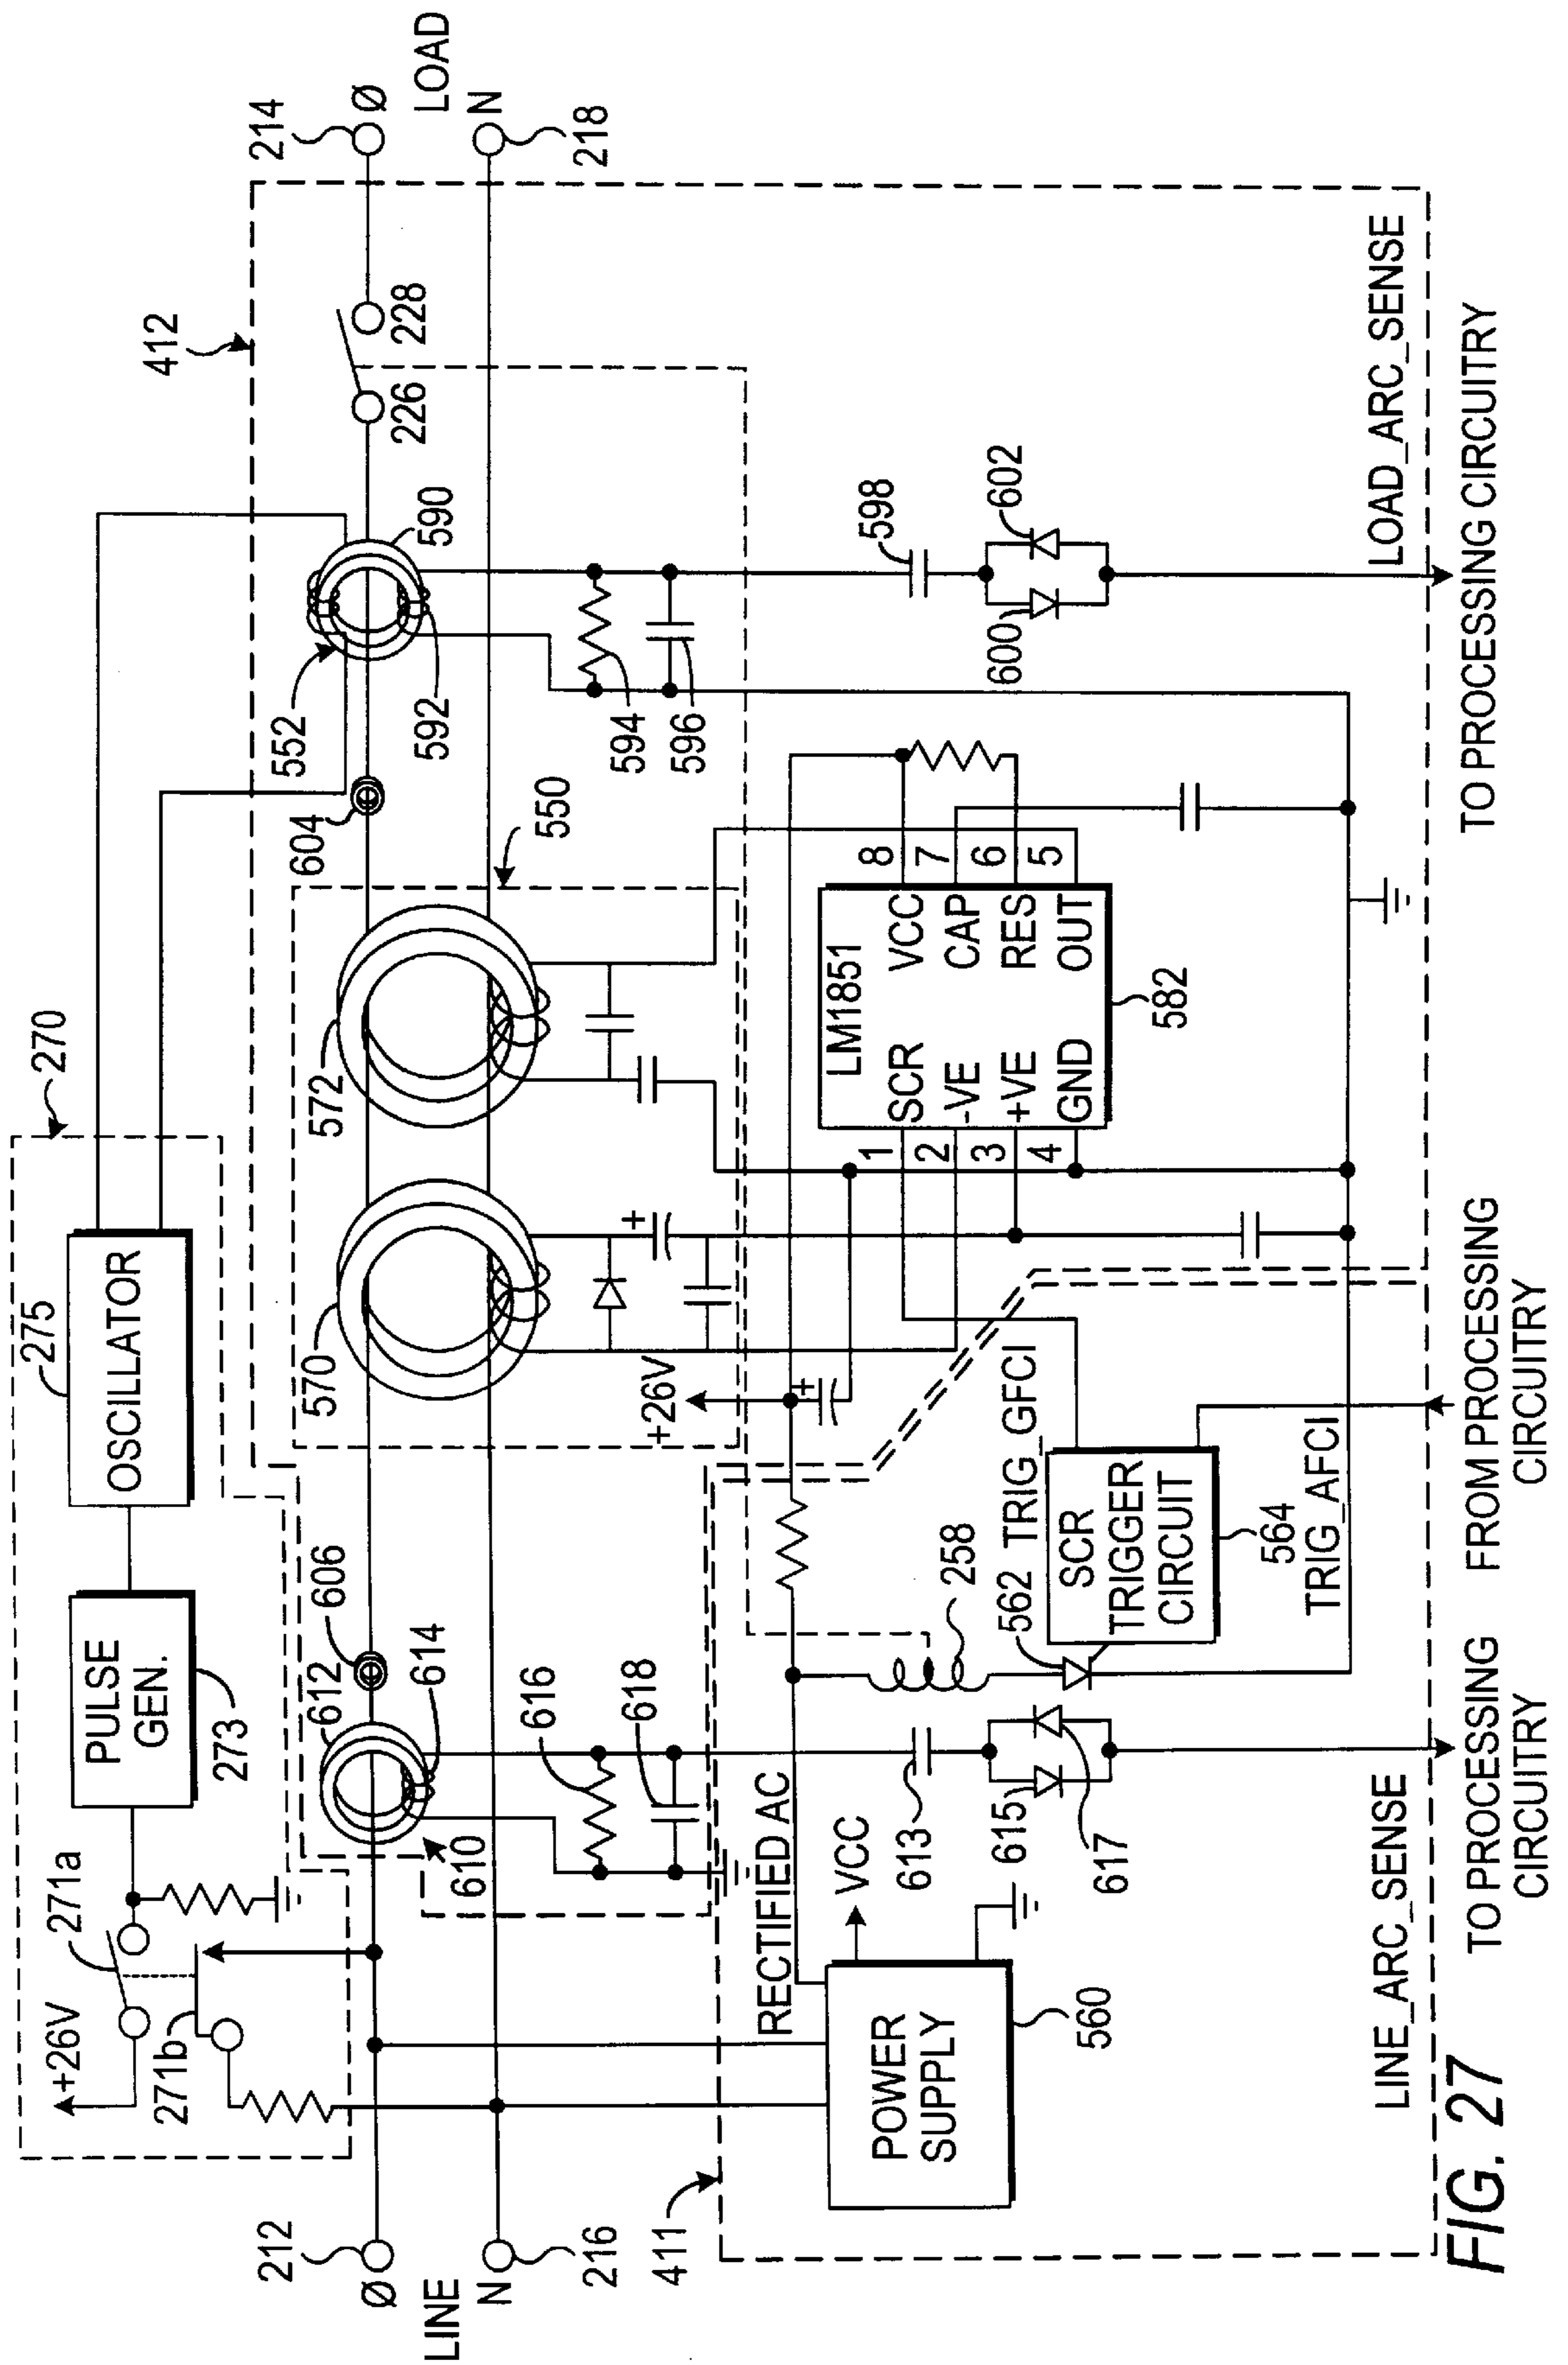 270
275
OSCILLATOR
PULSE
GEN.
273
271a
+26V
271b
412
214
Ø
LOAD
N
218
228
226
590
552
592
604
550
572
570
606
612
614
610
212
Ø
LINE
N
216
594
596
598
600
602
616
618
+26V
LM1851
SCR
-VE
+VE
GND
VCC
CAP
RES
OUT
1
2
3
4
8
7
6
5
582
TRIG_GFCI
SCR
TRIGGER
CIRCUIT
564
TRIG_AFCI
562
258
RECTIFIED AC
VCC
613
615
617
POWER
SUPPLY
560
411
LINE_ARC_SENSE
LOAD_ARC_SENSE
TO PROCESSING
CIRCUITRY
FROM PROCESSING
CIRCUITRY
TO PROCESSING CIRCUITRY
FIG. 27